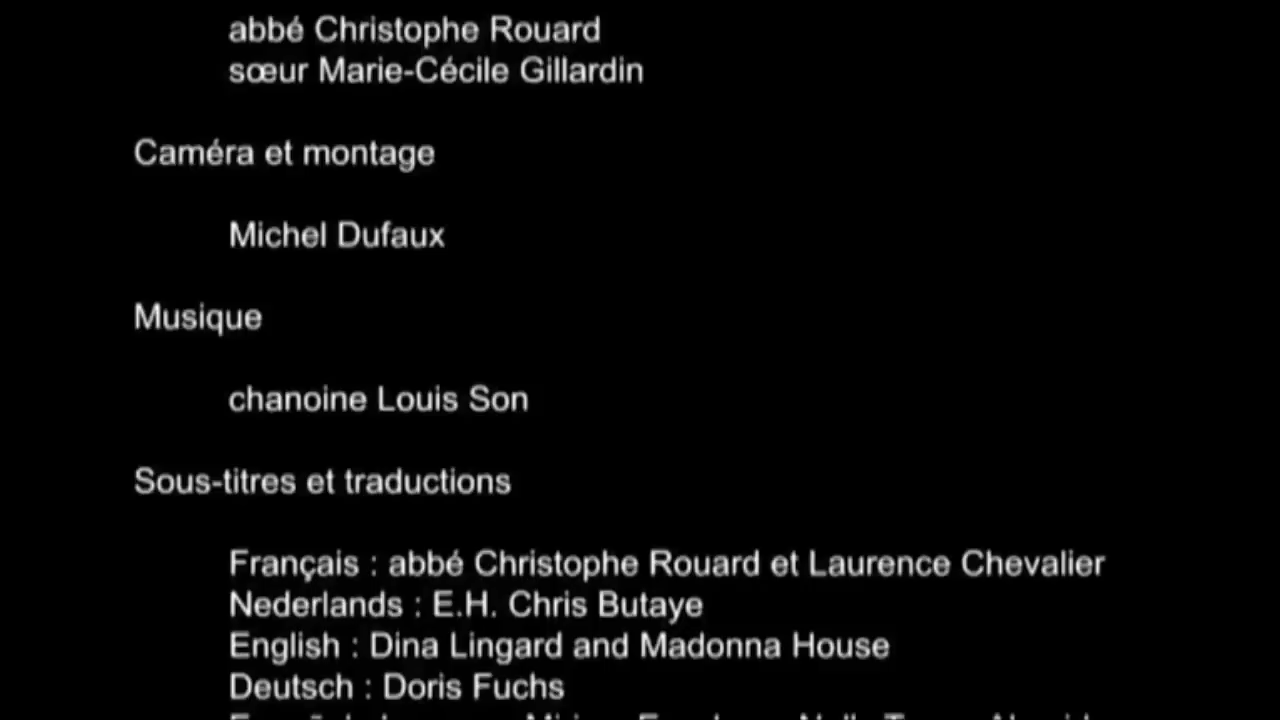 abbé Christophe Rouard
sœur Marie-Cécile Gillardin
Caméra et montage
Michel Dufaux
Musique
chanoine Louis Son
Sous-titres et traductions
Français : abbé Christophe Rouard et Laurence Chevalier
Nederlands : E.H. Chris Butaye
English : Dina Lingard and Madonna House
Deutsch : Doris Fuchs